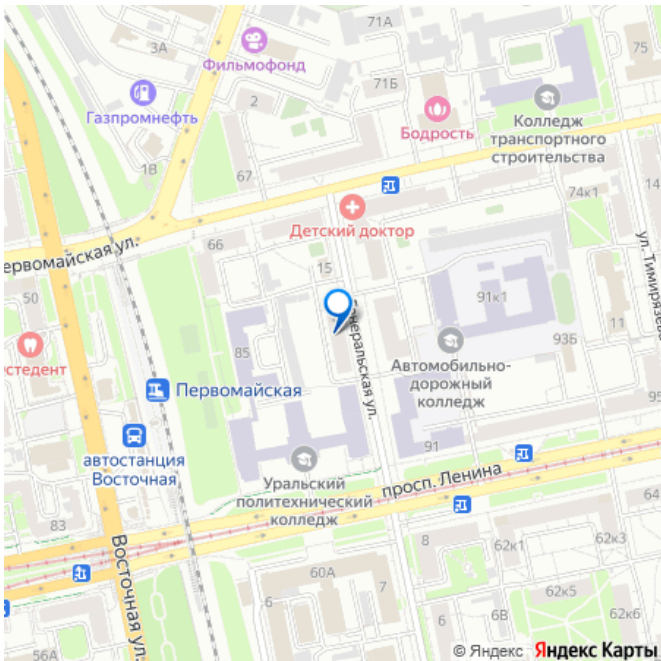 71А
3А
Фильмофонд
75
71Б
2
Газпромнефть
Бодрость
Колледж
транспортного
строительства
1В
67
74к1
Детский доктор
ул. Тимирязева
ервомайская ул.
66
15
50
91к1
Генеральская ул.
11
естедент
85
93Б
Автомобильно-
дорожный
колледж
Первомайская
95
91
автостанция
Восточная
Уральский
политехнический
колледж
просп. Ленина
64
83
8
62к1
62к3
Восточная ул.
60А
6
6
6В
62к5
62к6
56А
© Яндекс Яндекс Карты